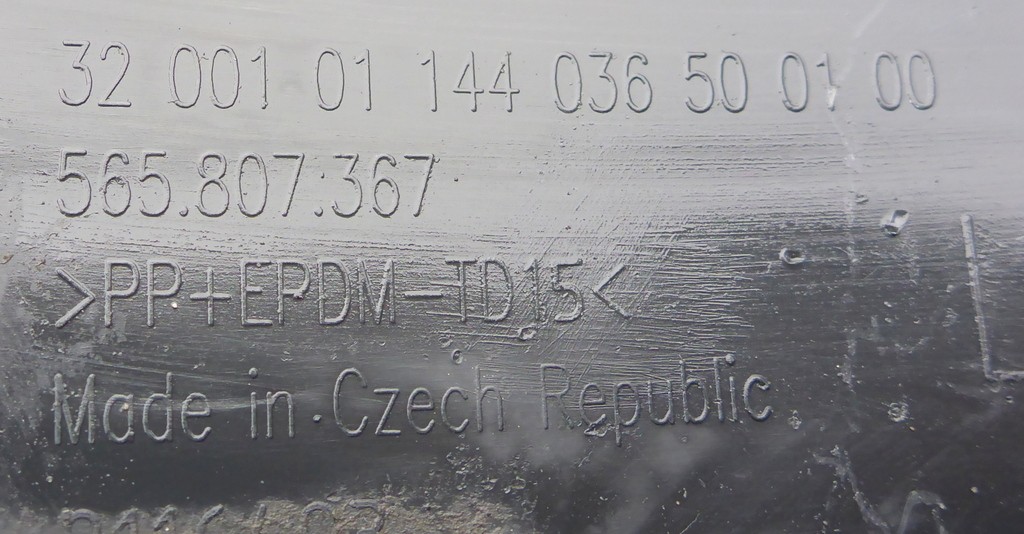 32 001 01 144 036 50 01 00
565.807.367
>PP+EPDM-TD15<
Made in Czech Republic